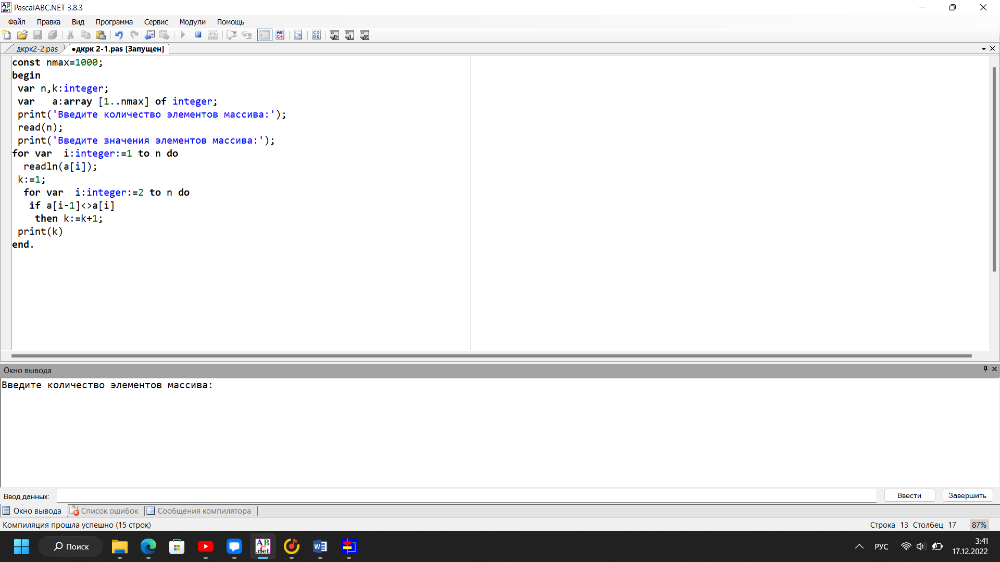 PascalABC.NET 3.8.3
Файл Правка Вид Программа Сервис Модули Помощь
дкрк2-2.pas •дкрк 2-1.pas [Запущен]
const nmax=1000;
begin
var n,k:integer;
var a:array [1..nmax] of integer;
print('Введите количество элементов массива:');
read(n);
print('Введите значения элементов массива:');
for var i:integer:=1 to n do
readln(a[i]);
k:=1;
for var i:integer:=2 to n do
if a[i-1]<>a[i]
then k:=k+1;
print(k)
end.
Окно вывода
Введите количество элементов массива:
Ввод данных: Ввести Завершить
Окно вывода Список ошибок Сообщения компилятора
Компиляция прошла успешно (15 строк) Строка 13 Столбец 17 87%
Поиск РУС 3:41
17.12.2022